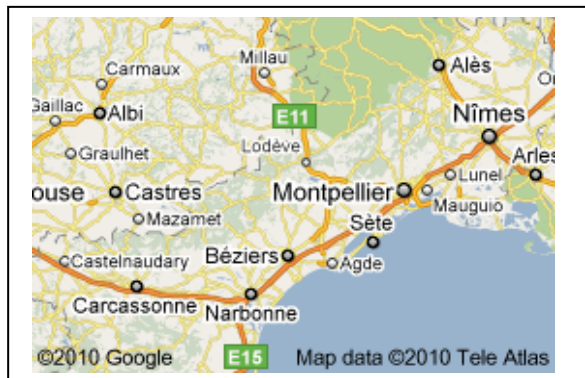 Carmaux
Millau
Alès
Gaillac
Albi
E11
Nîmes
Graulhet
Lodève
Lunel
Arles
ouse
Castres
Montpellier
Mauguio
Mazamet
Sète
Béziers
Castelnaudary
Agde
Carcassonne
Narbonne
©2010 Google
E15
Map data ©2010 Tele Atlas